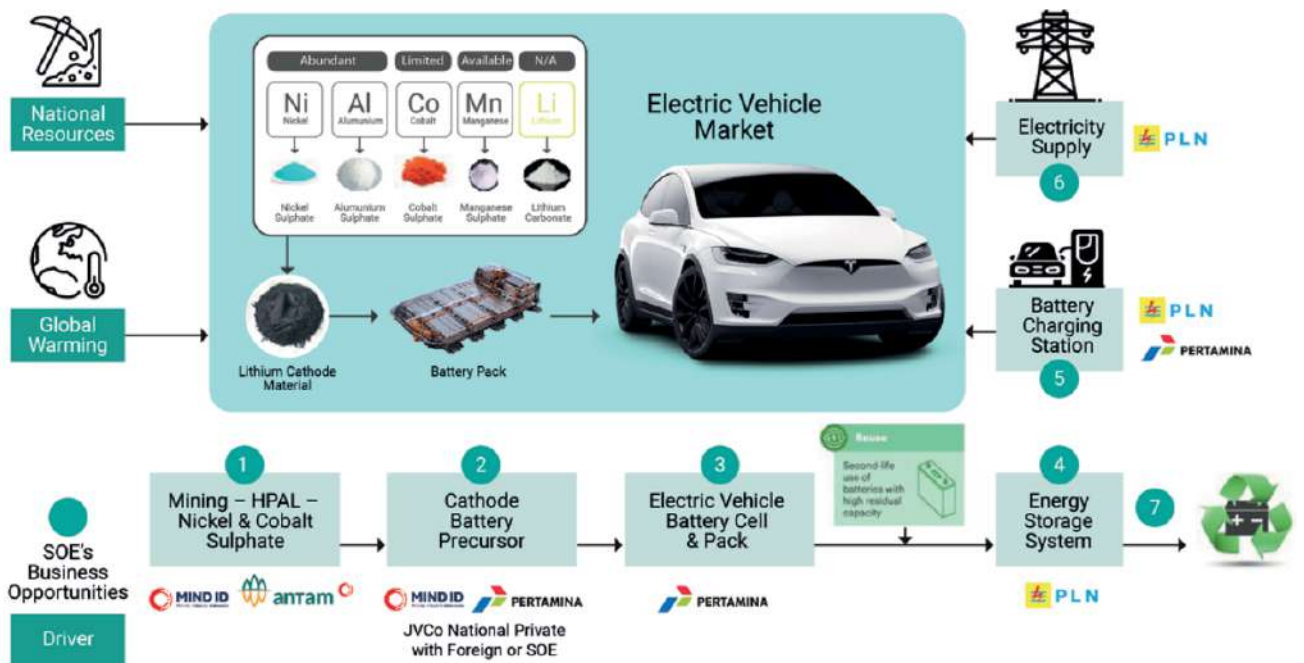 National
Resources
Global
Warming
Abundant
Limited
Available
N/A
Ni
Nickel
Al
Alumunium
Co
Cobalt
Mn
Manganese
Li
Lithium
Nickel
Sulphate
Alumunium
Sulphate
Cobalt
Sulphate
Manganese
Sulphate
Lithium
Carbonate
Lithium Cathode
Material
Battery Pack
Electric Vehicle
Market
Electricity
Supply
6
PLN
Battery
Charging
Station
5
PLN
PERTAMINA
SOE's
Business
Opportunities
Driver
1
Mining – HPAL –
Nickel & Cobalt
Sulphate
MIND ID
antam
2
Cathode
Battery
Precursor
MIND ID
PERTAMINA
JVCo National Private
with Foreign or SOE
3
Electric Vehicle
Battery Cell
& Pack
PERTAMINA
Reuse
Second-life
use of
batteries with
high residual
capacity
4
Energy
Storage
System
PLN
7